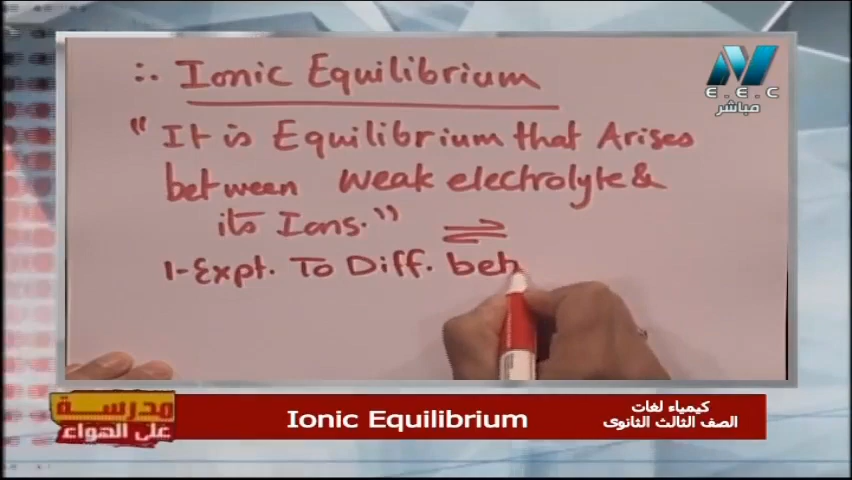 ∴ Ionic Equilibrium
"It is Equilibrium that Arises
between weak electrolyte &
its Ions." ⇌
1-Expt. To Diff. bet
E.E.C
مباشر
مدرسة
على الهواء
Ionic Equilibrium
كيمياء لغات
الصف الثالث الثانوى